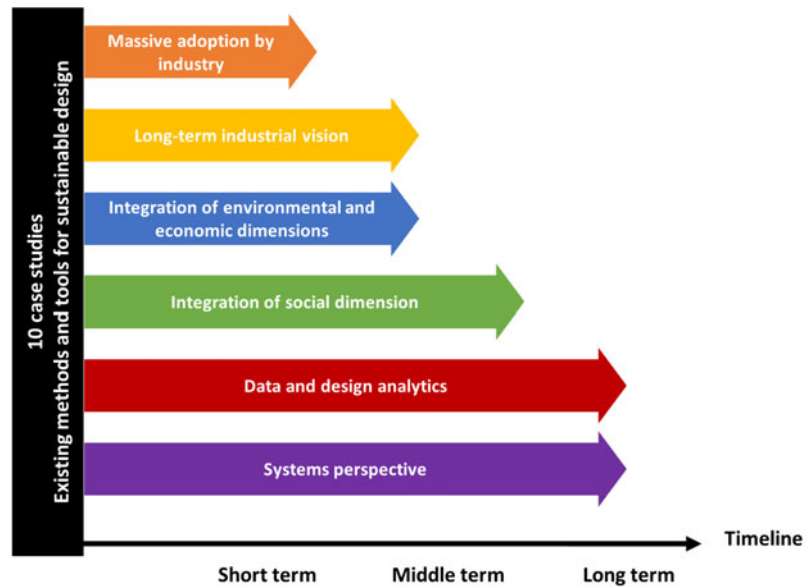 10 case studies
Existing methods and tools for sustainable design
Massive adoption by
industry
Long-term industrial vision
Integration of environmental and
economic dimensions
Integration of social dimension
Data and design analytics
Systems perspective
Timeline
Short term
Middle term
Long term